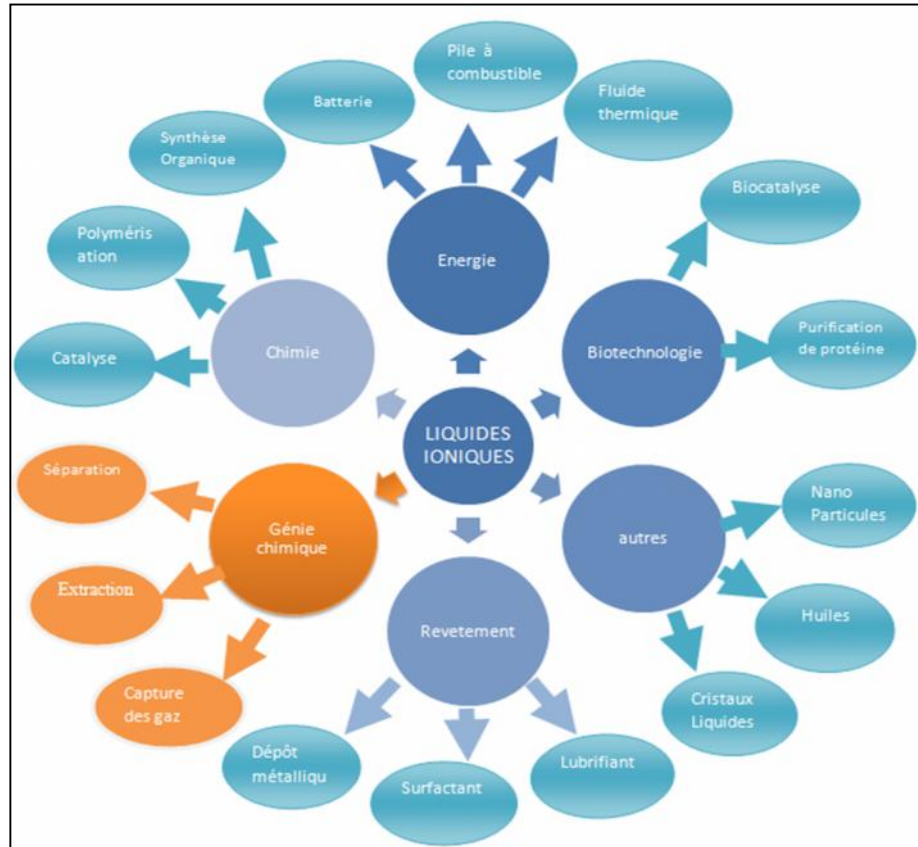 Pile à
combustible
Fluide
thermique
Batterie
Synthèse
Organique
Biocatalyse
Polyméris
ation
Energie
Purification
de protéine
Catalyse
Chimie
Biotechnologie
LIQUIDES
IONIQUES
Séparation
Nano
Particules
Génie
chimique
autres
Extraction
Huiles
Revetement
Capture
des gaz
Cristaux
Liquides
Dépôt
métalliqu
Lubrifiant
Surfactant